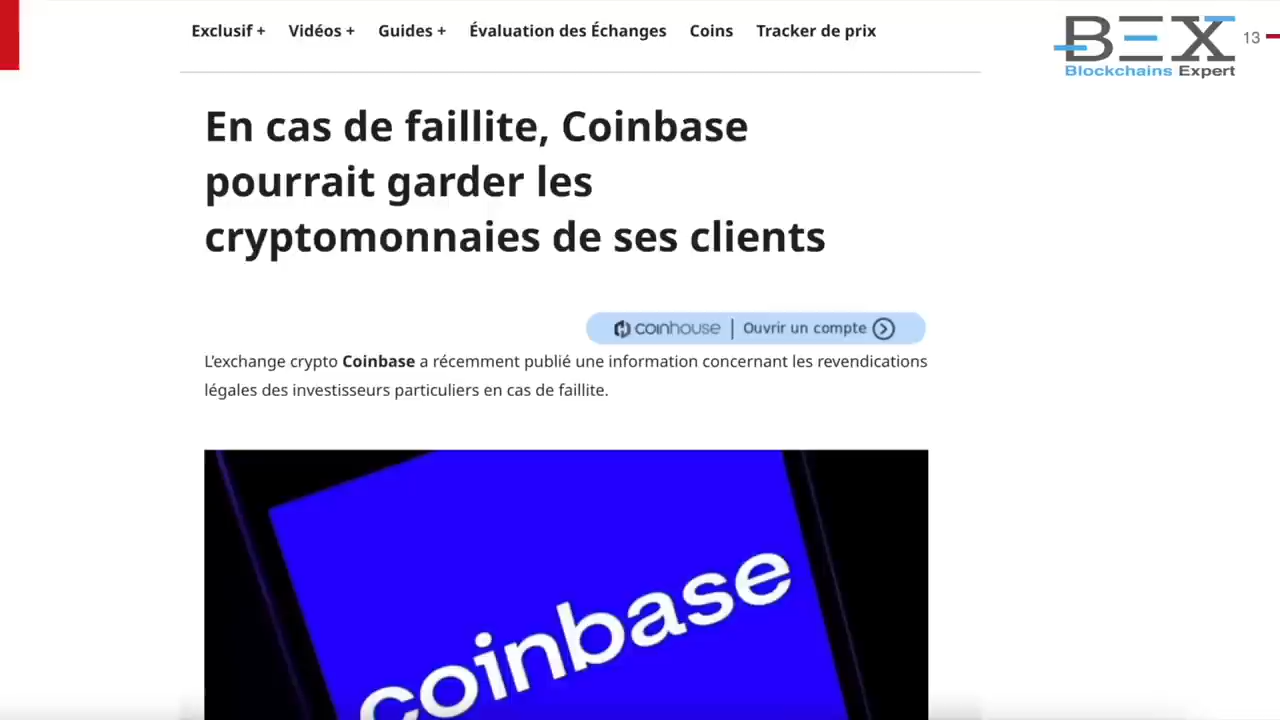 Exclusif + Vidéos + Guides + Évaluation des Échanges Coins Tracker de prix
BEX
Blockchains Expert
13
En cas de faillite, Coinbase
pourrait garder les
cryptomonnaies de ses clients
coinhouse | Ouvrir un compte
L'exchange crypto Coinbase a récemment publié une information concernant les revendications
légales des investisseurs particuliers en cas de faillite.
coinbase